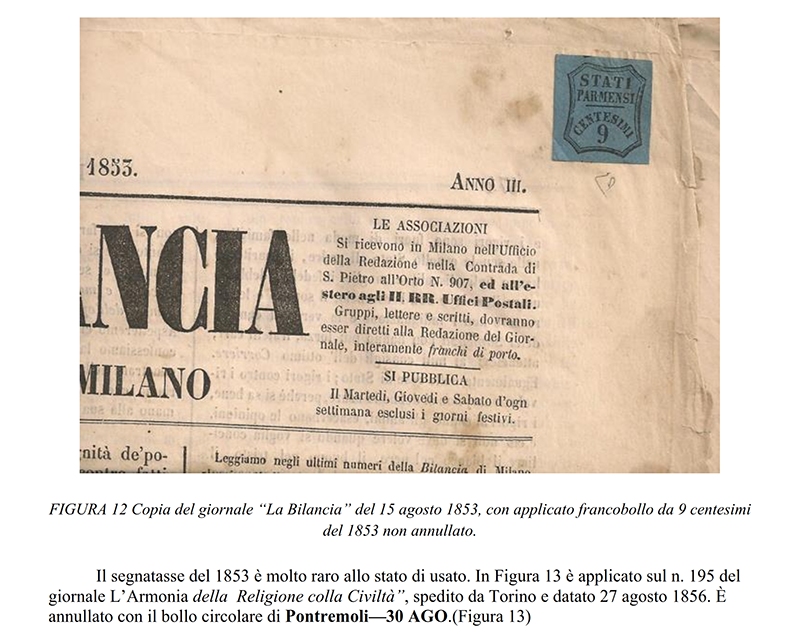 STATI
PARMENSI
CENTESIMI
9
1853.
ANNO III.
ANCIA
MILANO
LE ASSOCIAZIONI
Si ricevono in Milano nell'Ufficio
della Redazione nella Contrada di
S. Pietro all'Orto N. 907, ed all'e-
stero agli II. RR. Uffici Postali.
Gruppi, lettere e scritti, dovranno
esser diretti alla Redazione del Gior-
nale, interamente franchi di porto.
SI PUBBLICA
Il Martedì, Giovedì e Sabato d'ogn
settimana esclusi i giorni festivi.
nità de'po-
contro fatti
Leggiamo negli ultimi numeri della Bilancia di Milano
FIGURA 12 Copia del giornale “La Bilancia” del 15 agosto 1853, con applicato francobollo da 9 centesimi
del 1853 non annullato.
Il segnatasse del 1853 è molto raro allo stato di usato. In Figura 13 è applicato sul n. 195 del
giornale L’Armonia della Religione colla Civiltà”, spedito da Torino e datato 27 agosto 1856. È
annullato con il bollo circolare di Pontremoli—30 AGO.(Figura 13)